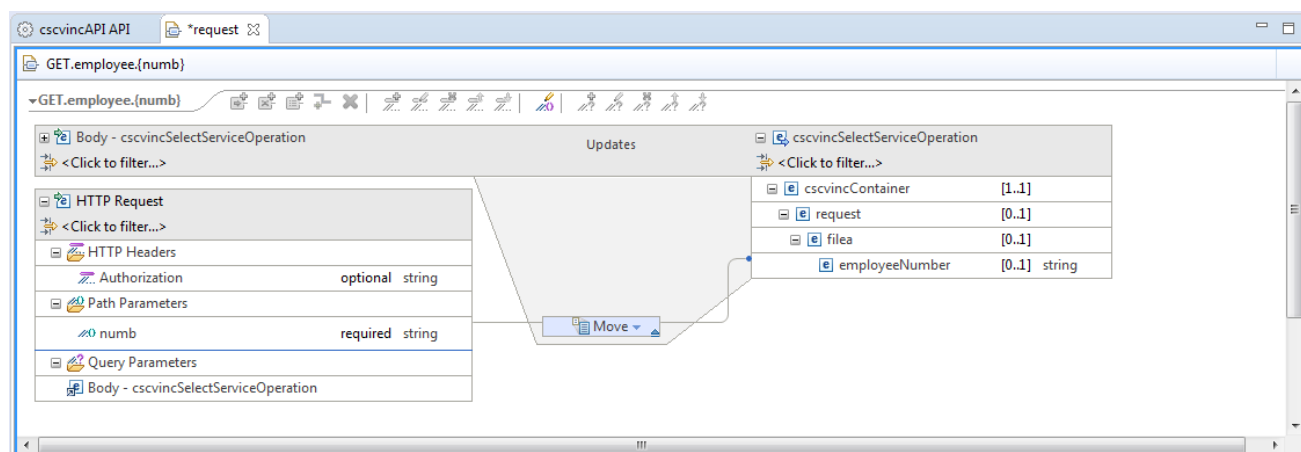 cscvincAPI API
*request
GET.employee.{numb}
GET.employee.{numb}
Body - cscvincSelectServiceOperation
<Click to filter...>
Updates
cscvincSelectServiceOperation
<Click to filter...>
HTTP Request
<Click to filter...>
HTTP Headers
Authorization optional string
Path Parameters
numb required string
Query Parameters
Body - cscvincSelectServiceOperation
Move
cscvincContainer [1..1]
request [0..1]
filea [0..1]
employeeNumber [0..1] string